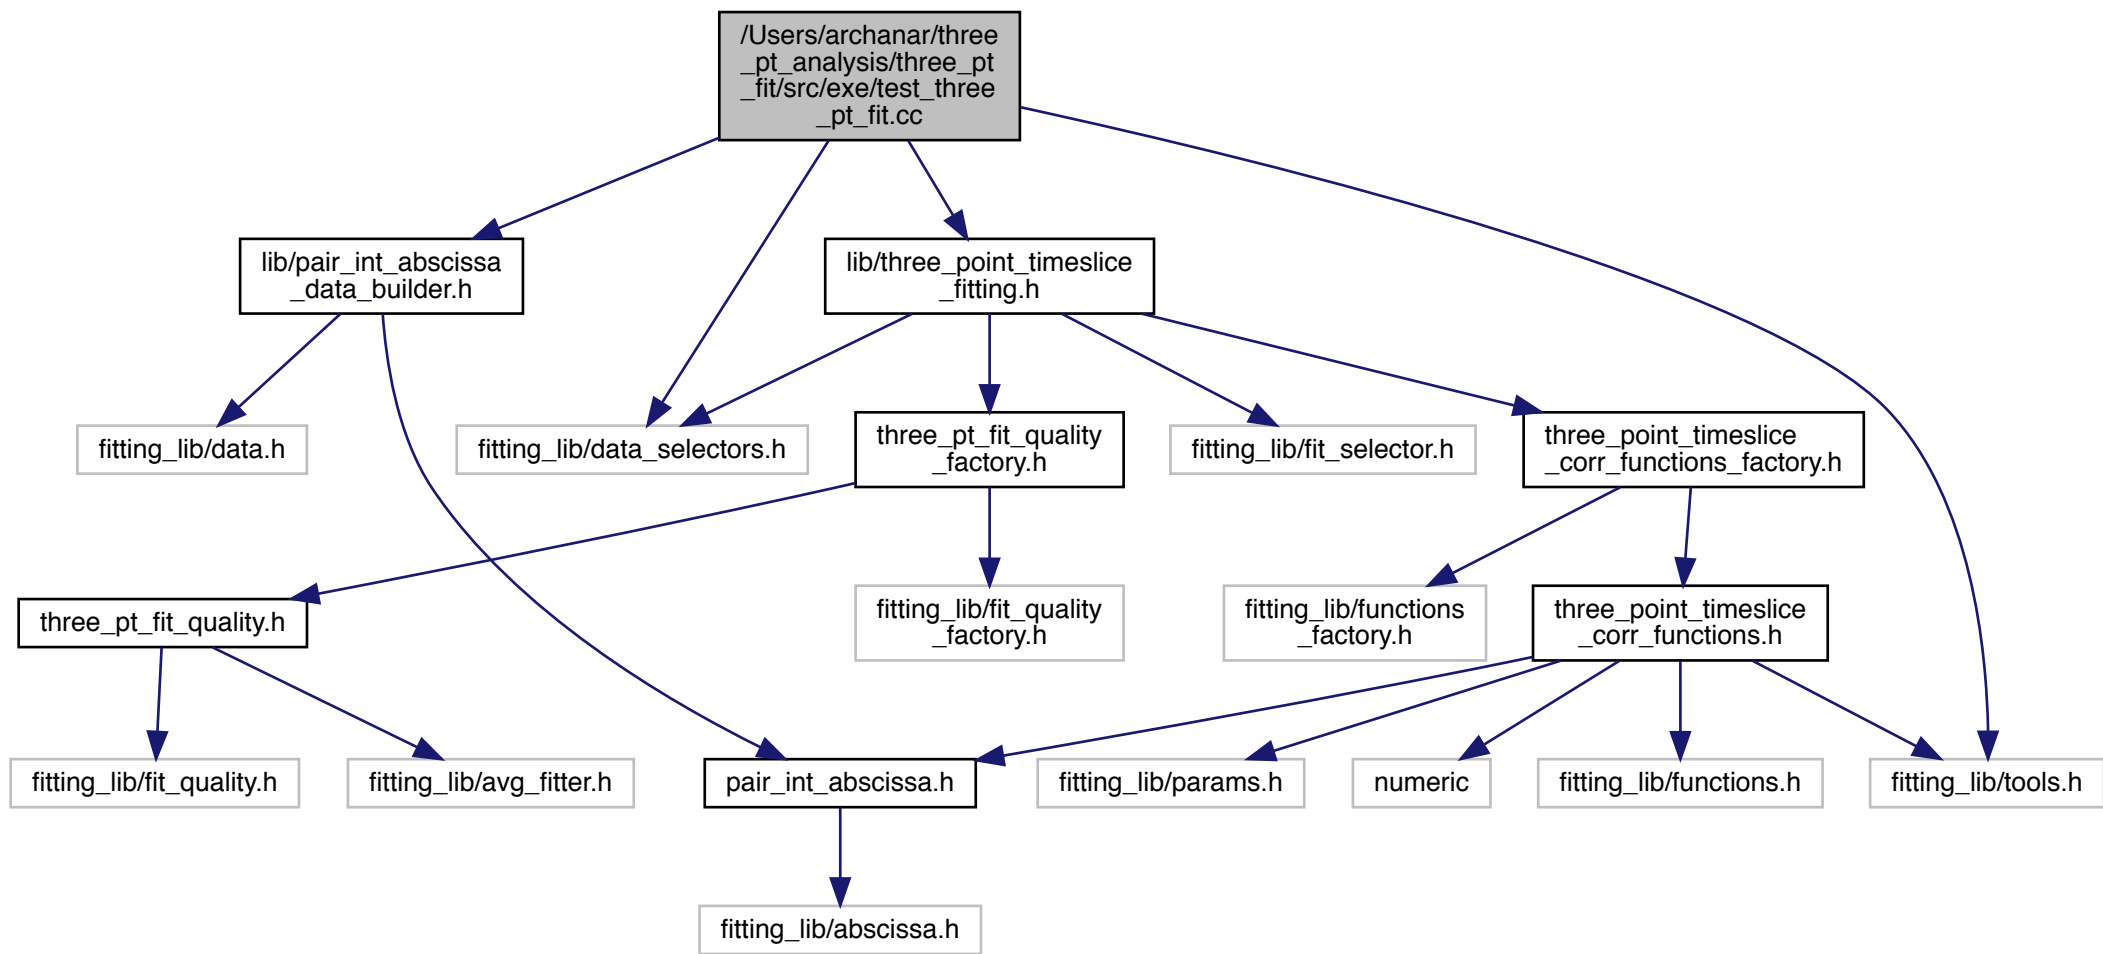 /Users/archanar/three
_pt_analysis/three_pt
_fit/src/exe/test_three
_pt_fit.cc
lib/pair_int_abscissa
_data_builder.h
lib/three_point_timeslice
_fitting.h
fitting_lib/data.h
fitting_lib/data_selectors.h
three_pt_fit_quality
_factory.h
fitting_lib/fit_selector.h
three_point_timeslice
_corr_functions_factory.h
three_pt_fit_quality.h
fitting_lib/fit_quality
_factory.h
fitting_lib/functions
_factory.h
three_point_timeslice
_corr_functions.h
fitting_lib/fit_quality.h
fitting_lib/avg_fitter.h
pair_int_abscissa.h
fitting_lib/params.h
numeric
fitting_lib/functions.h
fitting_lib/tools.h
fitting_lib/abscissa.h